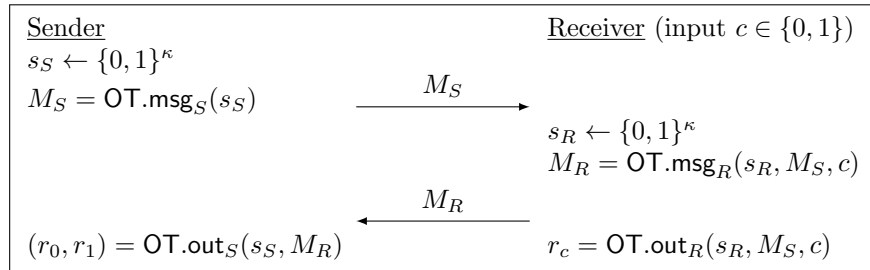 Sender Receiver (input c ∈ {0, 1})
s_S ← {0, 1}^κ
M_S = OT.msg_S(s_S) M_S
s_R ← {0, 1}^κ
M_R = OT.msg_R(s_R, M_S, c)
M_R
(r_0, r_1) = OT.out_S(s_S, M_R) r_c = OT.out_R(s_R, M_S, c)